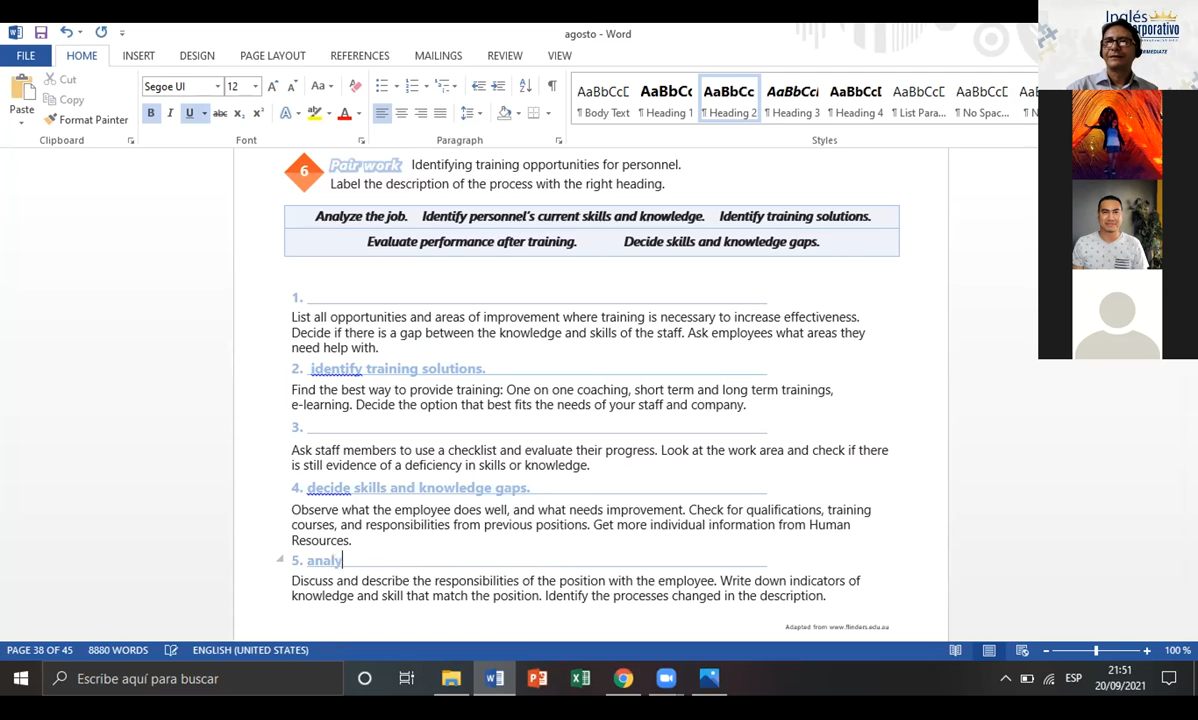 agosto - Word
FILE HOME INSERT DESIGN PAGE LAYOUT REFERENCES MAILINGS REVIEW VIEW
Paste
Cut
Copy
Format Painter
Segoe UI 12
Aa
B I U abc x₂ x² A A
AaBbCcD AaBbCc AaBbCc AaBbCcI AaBbCcI AaBbCcD AaBbCcD
¶ Body Text ¶ Heading 1 ¶ Heading 2 ¶ Heading 3 ¶ Heading 4 ¶ List Para... ¶ No Spac...
Clipboard Font Paragraph Styles
Inglés
6 Pair work Identifying training opportunities for personnel.
Label the description of the process with the right heading.
Analyze the job. Identify personnel's current skills and knowledge. Identify training solutions.
Evaluate performance after training. Decide skills and knowledge gaps.
1.
List all opportunities and areas of improvement where training is necessary to increase effectiveness.
Decide if there is a gap between the knowledge and skills of the staff. Ask employees what areas they
need help with.
2. identify training solutions.
Find the best way to provide training: One on one coaching, short term and long term trainings,
e-learning. Decide the option that best fits the needs of your staff and company.
3.
Ask staff members to use a checklist and evaluate their progress. Look at the work area and check if there
is still evidence of a deficiency in skills or knowledge.
4. decide skills and knowledge gaps.
Observe what the employee does well, and what needs improvement. Check for qualifications, training
courses, and responsibilities from previous positions. Get more individual information from Human
Resources.
5. analy
Discuss and describe the responsibilities of the position with the employee. Write down indicators of
knowledge and skill that match the position. Identify the processes changed in the description.
Adapted from www.flinders.edu.au
PAGE 38 OF 45 8880 WORDS ENGLISH (UNITED STATES) 100 %
Escribe aquí para buscar
ESP
21:51
20/09/2021